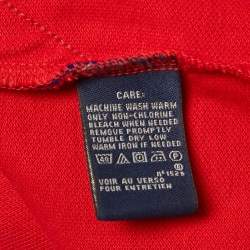 CARE:
MACHINE WASH WARM
ONLY NON-CHLORINE
BLEACH WHEN NEEDED
REMOVE PROMPTLY
TUMBLE DRY LOW
WARM IRON IF NEEDED
40 P
VOIR AU VERSO
POUR ENTRETIEN